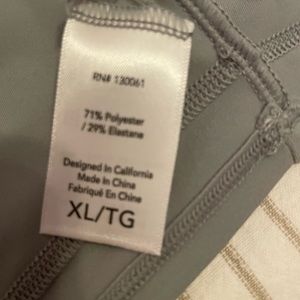 RN# 130061
71% Polyester
/ 29% Elastane
Designed In California
Made In China
Fabriqué En Chine
XL/TG